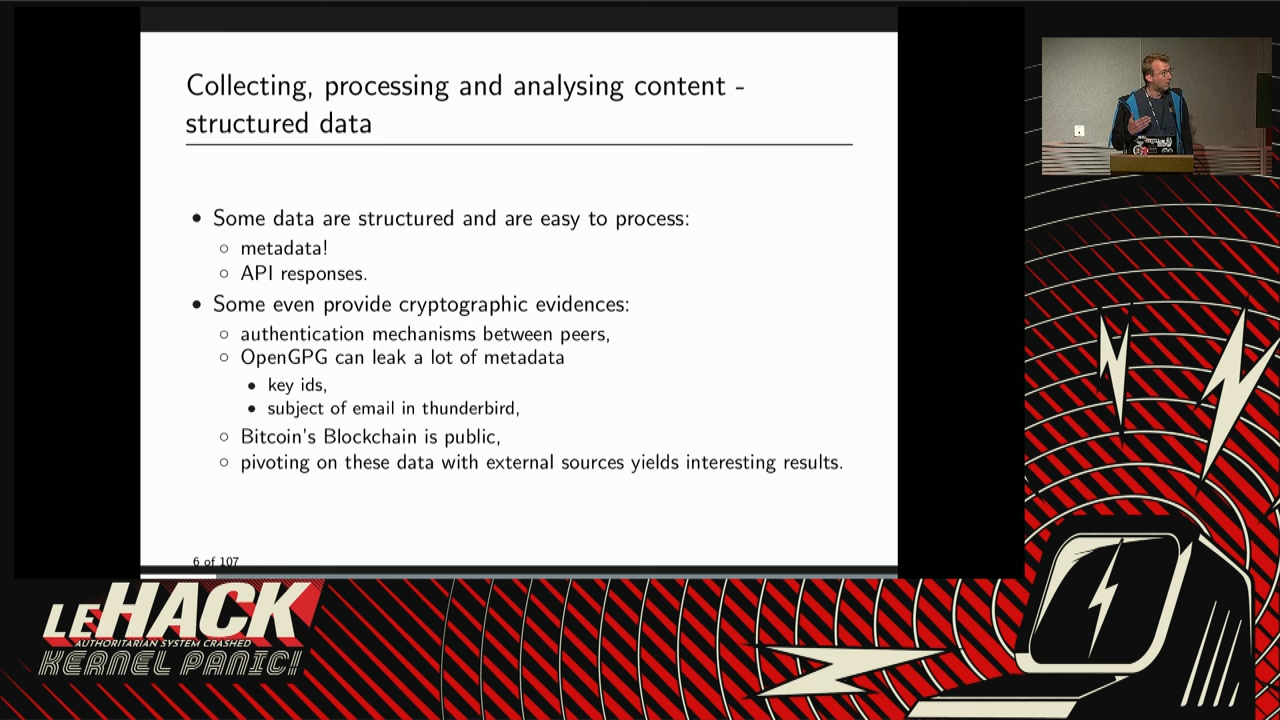 Collecting, processing and analysing content -
structured data
• Some data are structured and are easy to process:
○ metadata!
○ API responses.
• Some even provide cryptographic evidences:
○ authentication mechanisms between peers,
○ OpenGPG can leak a lot of metadata
• key ids,
• subject of email in thunderbird,
○ Bitcoin's Blockchain is public,
○ pivoting on these data with external sources yields interesting results.
6 of 107
LEHACK
AUTHORITARIAN SYSTEM CRASHED
KERNEL PANIC!